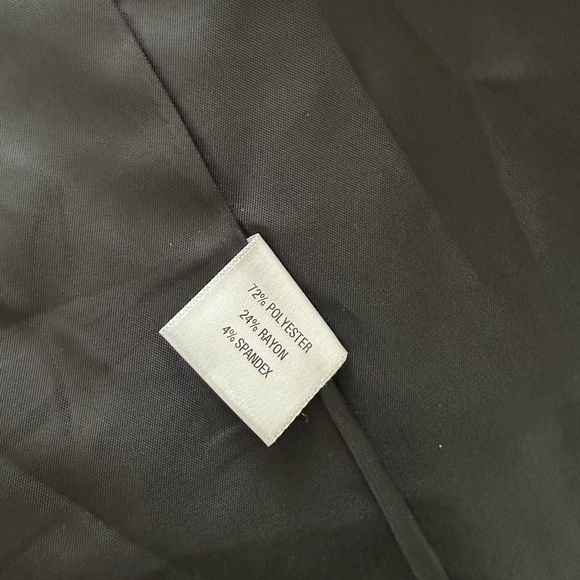 72% POLYESTER
24% RAYON
4% SPANDEX